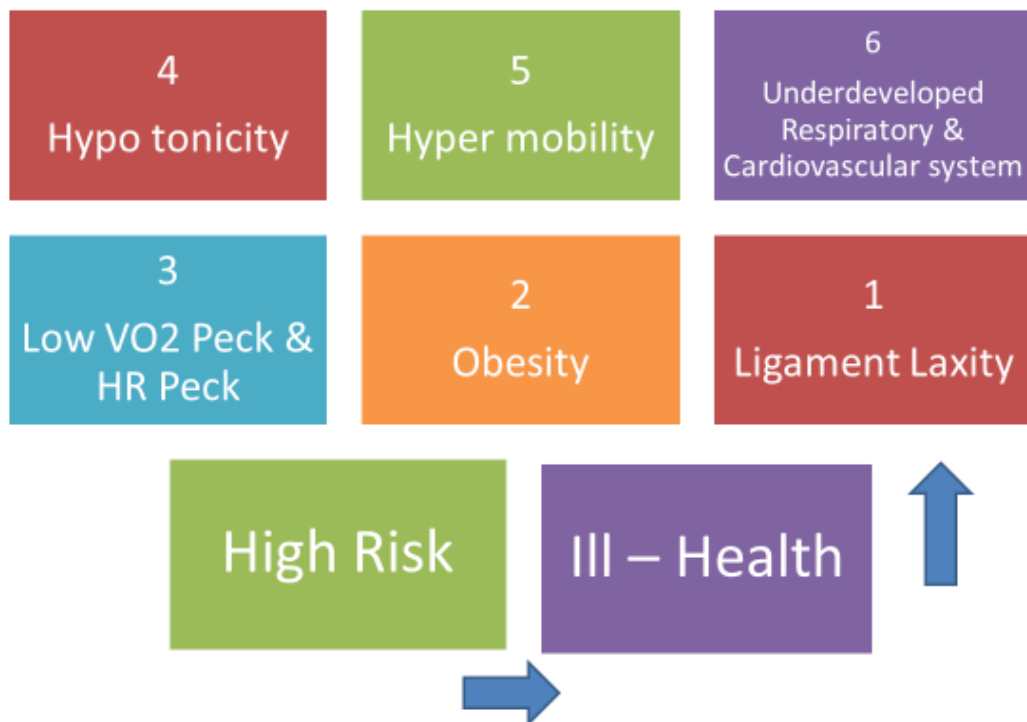 4
Hypo tonicity
5
Hyper mobility
6
Underdeveloped
Respiratory &
Cardiovascular system
3
Low VO2 Peck &
HR Peck
2
Obesity
1
Ligament Laxity
High Risk
Ill – Health